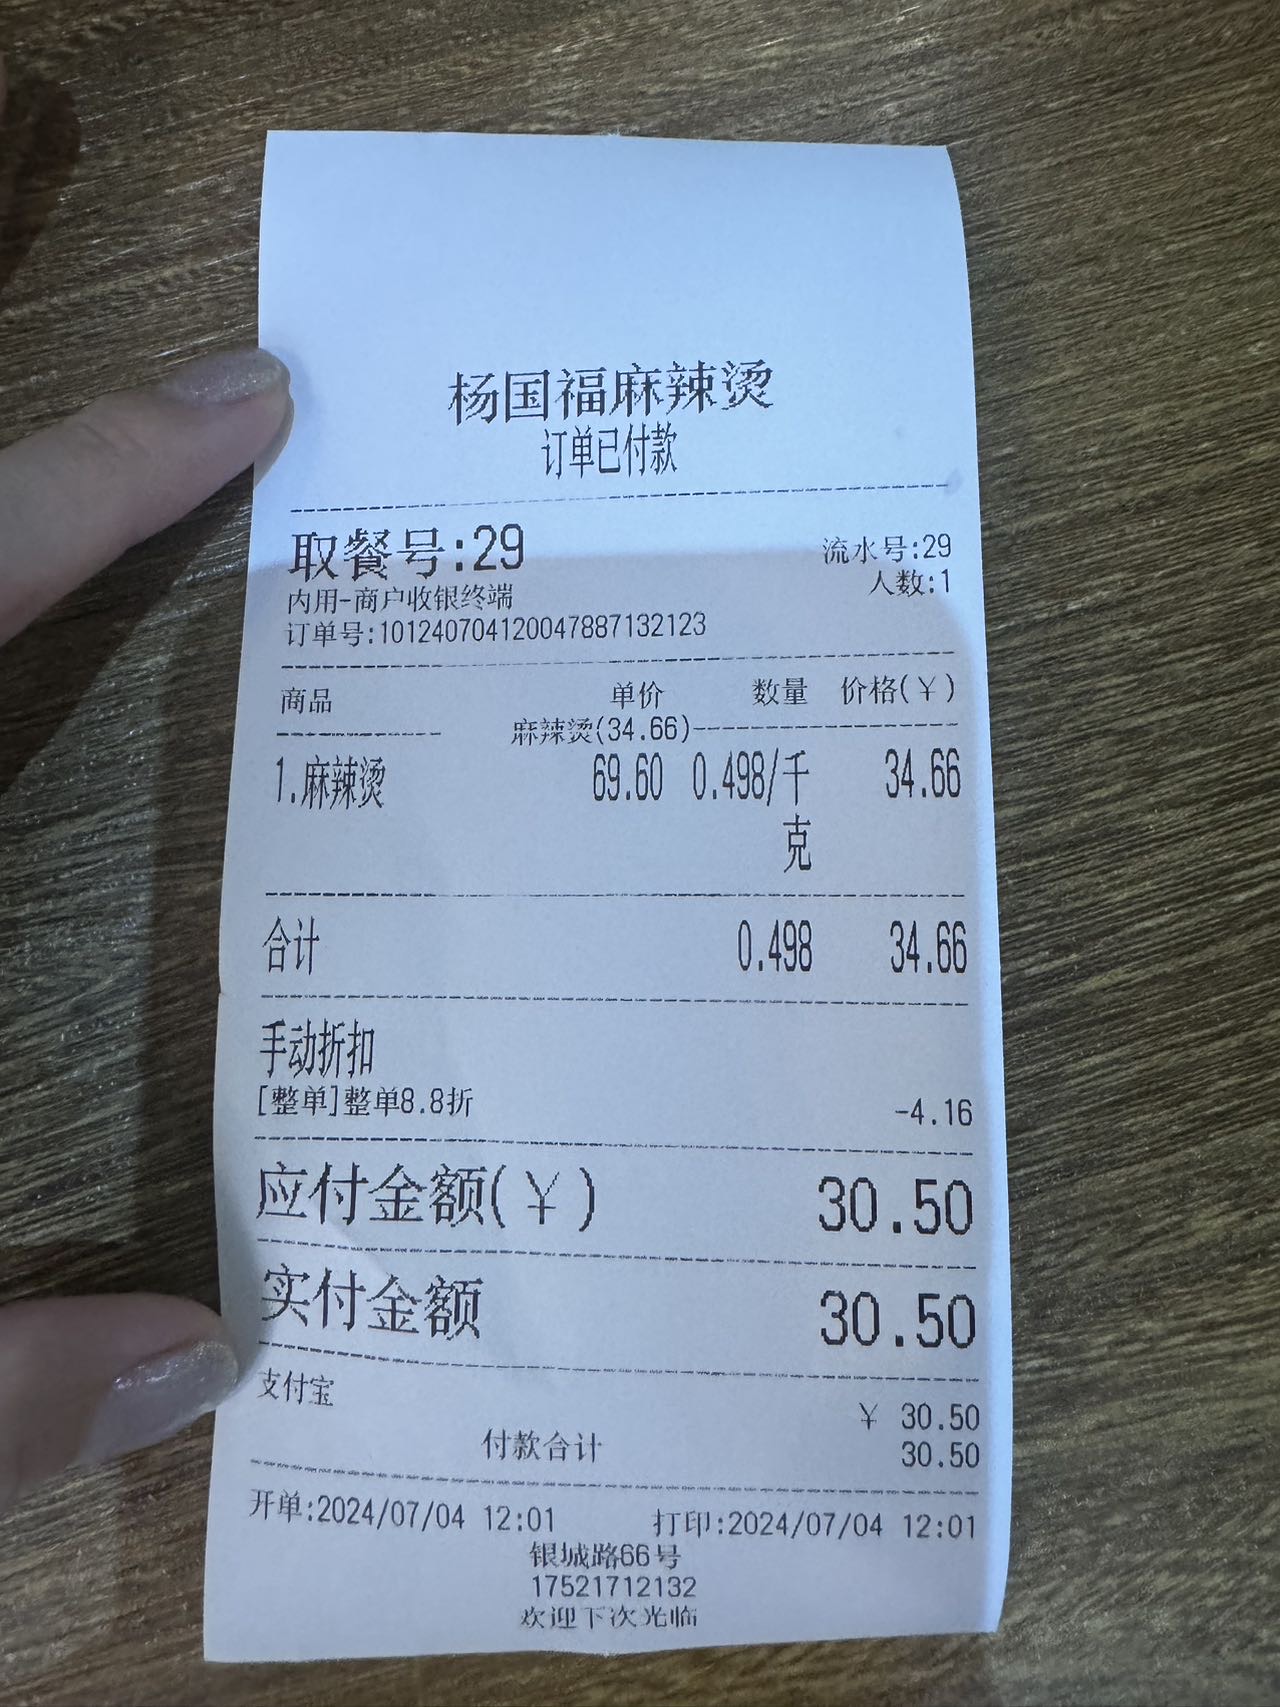 杨国福麻辣烫
订单已付款
取餐号:29
流水号:29
人数:1
内用-商户收银终端
订单号:101240704120047887132123
商品 单价 数量 价格(¥)
麻辣烫(34.66)
1.麻辣烫 69.60 0.498/千克 34.66
合计 0.498 34.66
手动折扣
[整单]整单8.8折 -4.16
应付金额(¥) 30.50
实付金额 30.50
支付宝 ¥ 30.50
付款合计 30.50
开单:2024/07/04 12:01 打印:2024/07/04 12:01
银城路66号
17521712132
欢迎下次光临